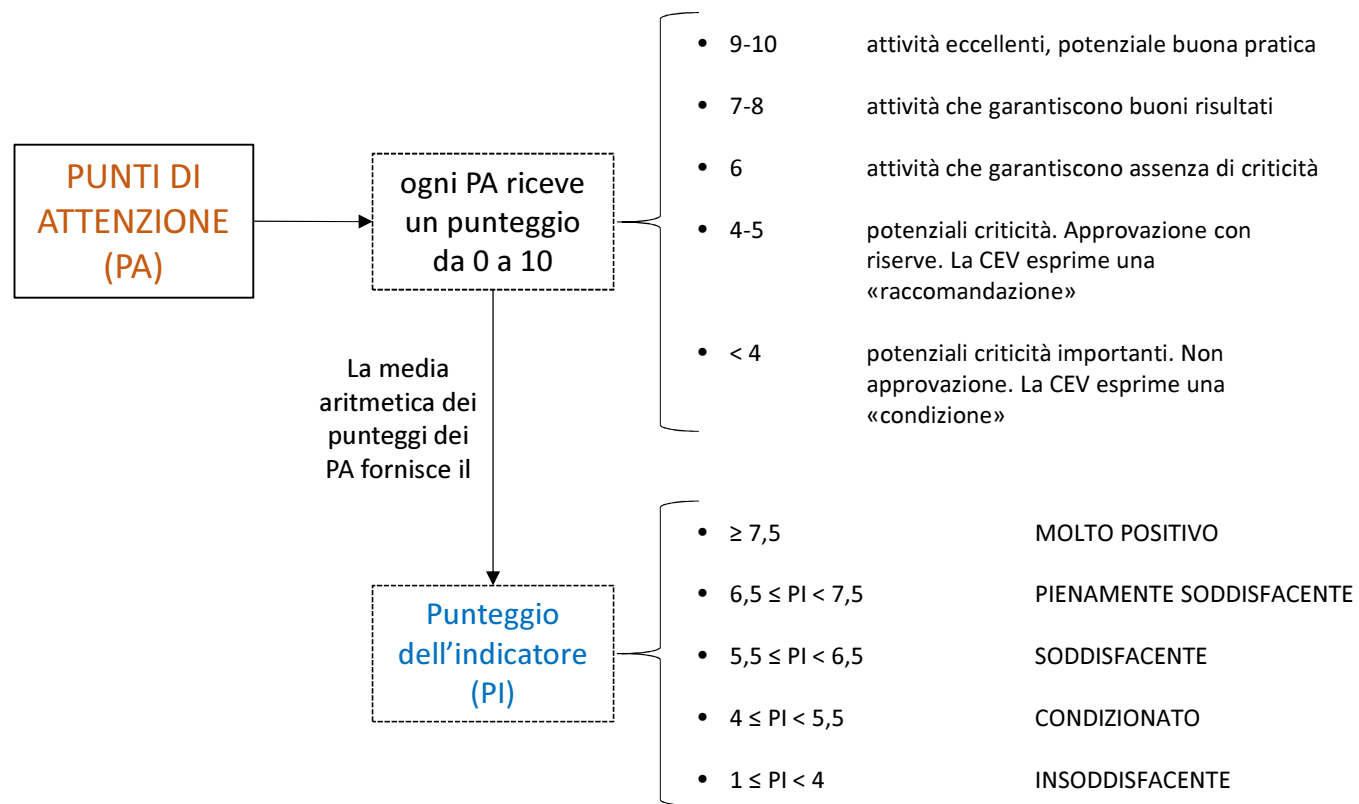 PUNTI DI
ATTENZIONE
(PA)
ogni PA riceve
un punteggio
da 0 a 10
• 9-10 attività eccellenti, potenziale buona pratica
• 7-8 attività che garantiscono buoni risultati
• 6 attività che garantiscono assenza di criticità
• 4-5 potenziali criticità. Approvazione con
riserve. La CEV esprime una
«raccomandazione»
• < 4 potenziali criticità importanti. Non
approvazione. La CEV esprime una
«condizione»
La media
aritmetica dei
punteggi dei
PA fornisce il
Punteggio
dell’indicatore
(PI)
• ≥ 7,5 MOLTO POSITIVO
• 6,5 ≤ PI < 7,5 PIENAMENTE SODDISFACENTE
• 5,5 ≤ PI < 6,5 SODDISFACENTE
• 4 ≤ PI < 5,5 CONDIZIONATO
• 1 ≤ PI < 4 INSODDISFACENTE